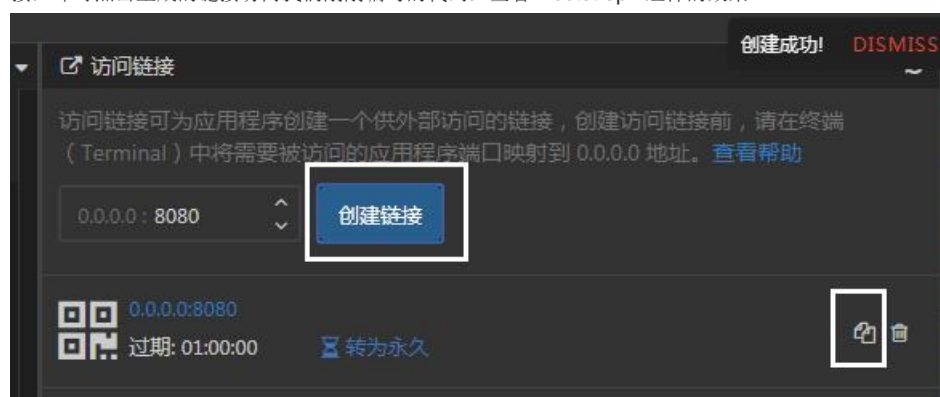 创建成功! DISMISS
访问链接
访问链接可为应用程序创建一个供外部访问的链接，创建访问链接前，请在终端
（Terminal）中将需要被访问的应用程序端口映射到 0.0.0.0 地址。查看帮助
0.0.0.0 : 8080 创建链接
0.0.0.0:8080
过期: 01:00:00 转为永久